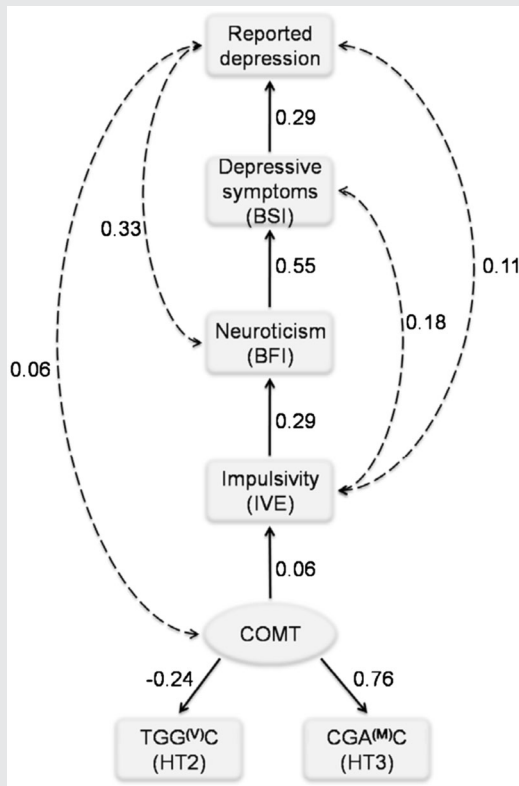 Reported
depression
0.29
Depressive
symptoms
(BSI)
0.33
0.55
0.11
0.18
Neuroticism
(BFI)
0.06
0.29
Impulsivity
(IVE)
0.06
COMT
-0.24
0.76
TGG(V)C
(HT2)
CGA(M)C
(HT3)